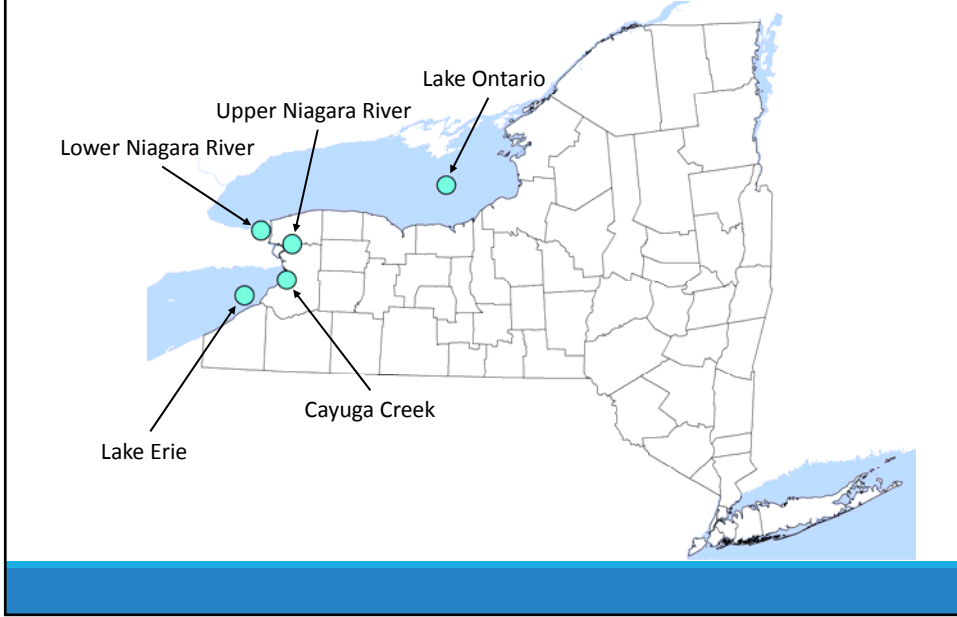 Lake Ontario
Upper Niagara River
Lower Niagara River
Cayuga Creek
Lake Erie